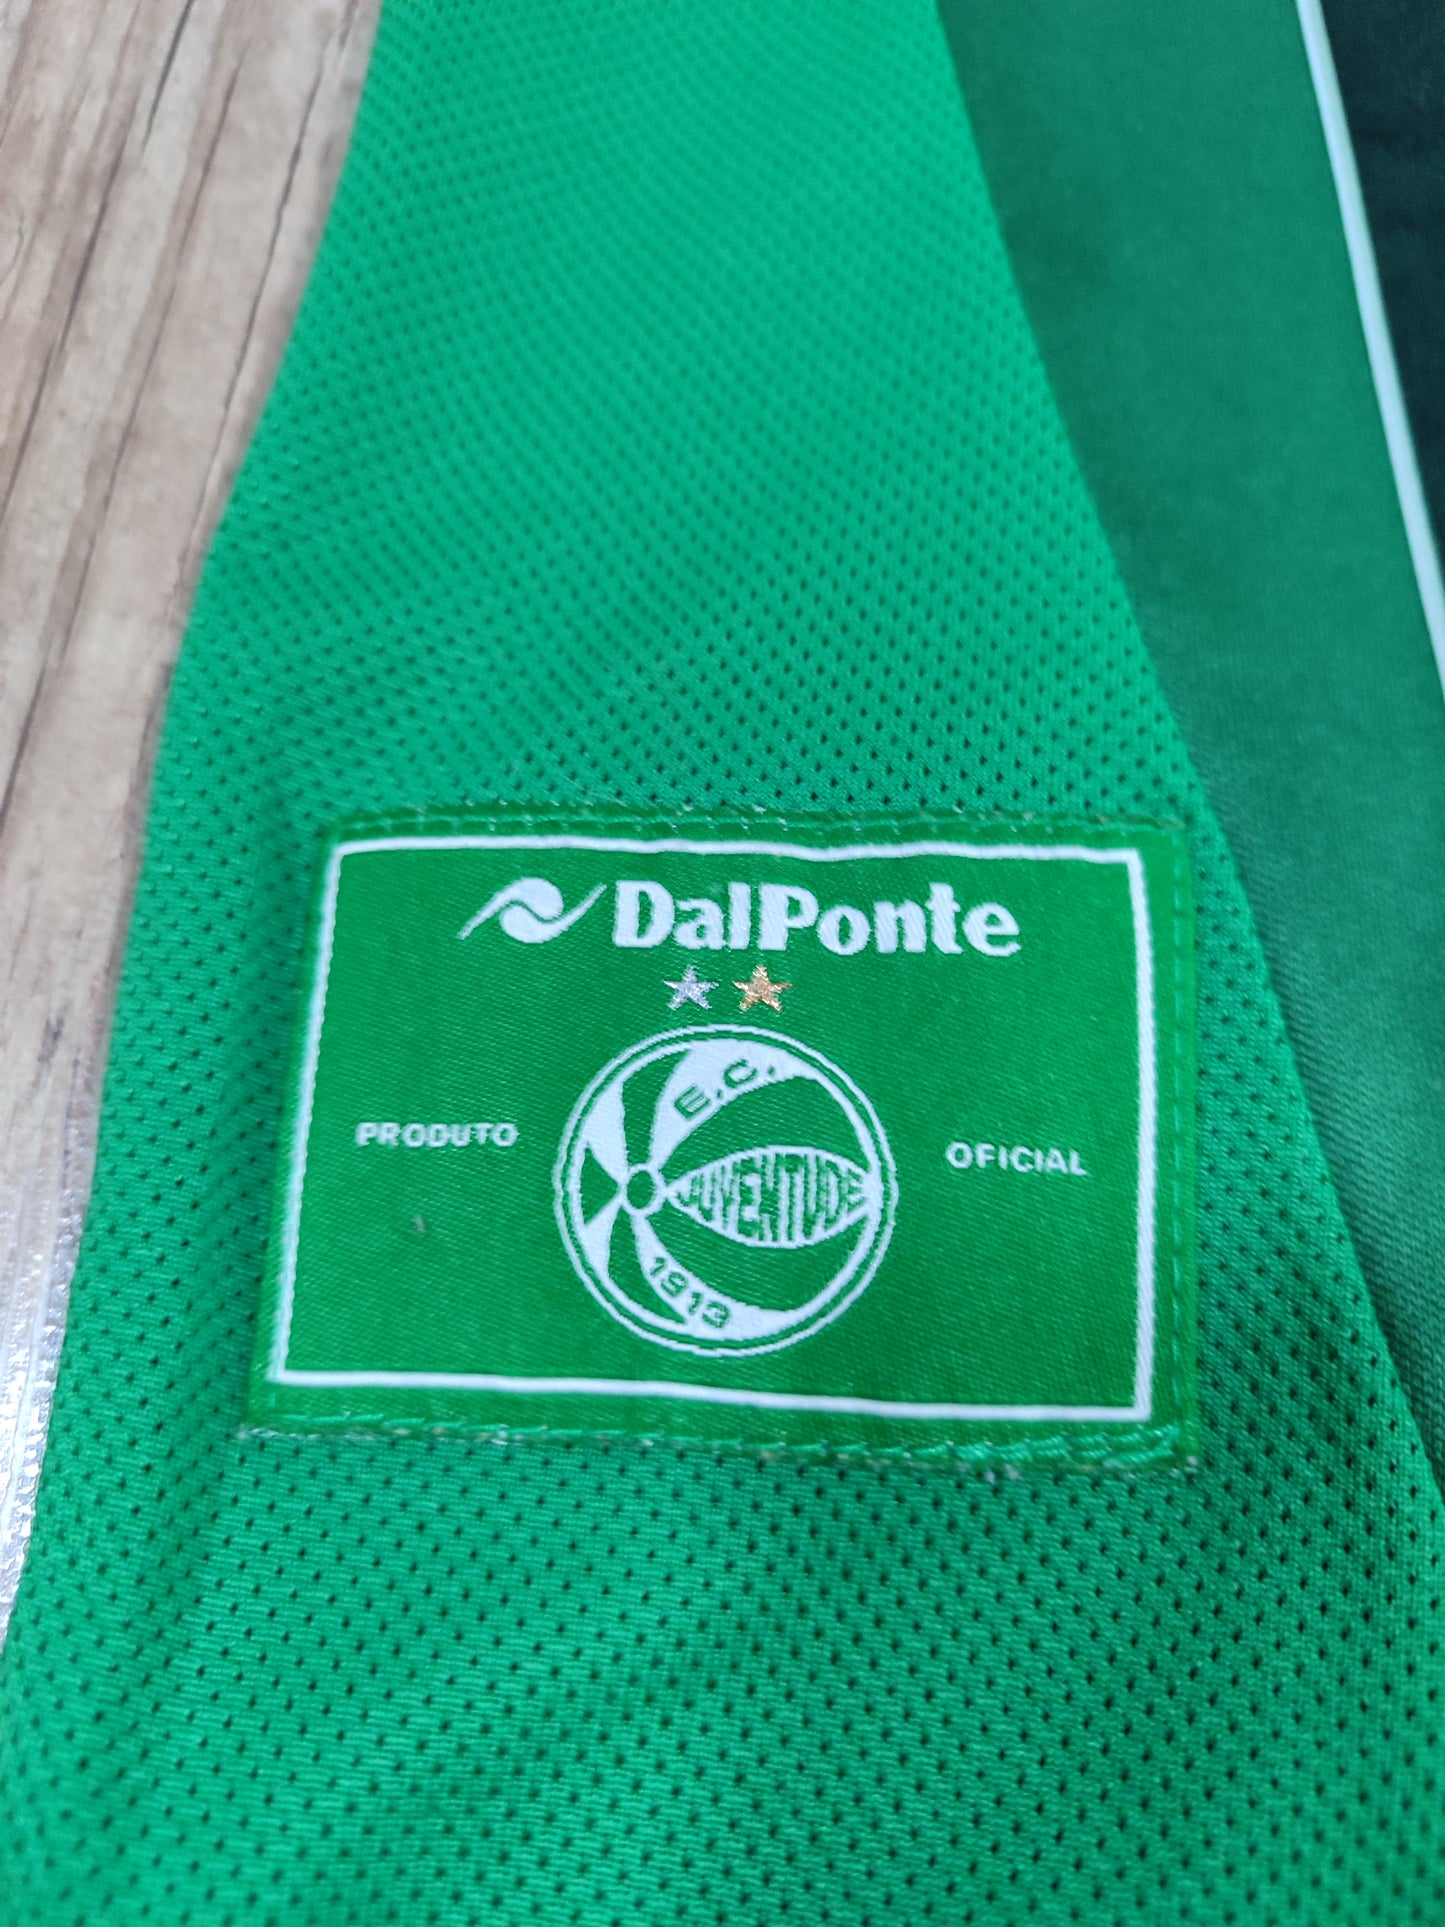 DalPonte
E.C.
PRODUTO
JUVENTUDE
OFICIAL
1913